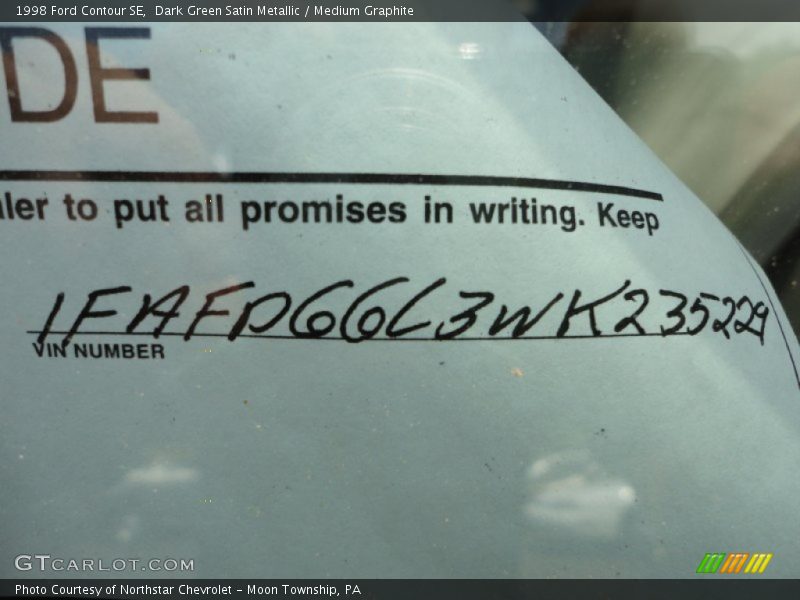 1998 Ford Contour SE, Dark Green Satin Metallic / Medium Graphite
DE
ler to put all promises in writing. Keep
1FAFP66L3WK235229
VIN NUMBER
GTCARLOT.COM
Photo Courtesy of Northstar Chevrolet - Moon Township, PA